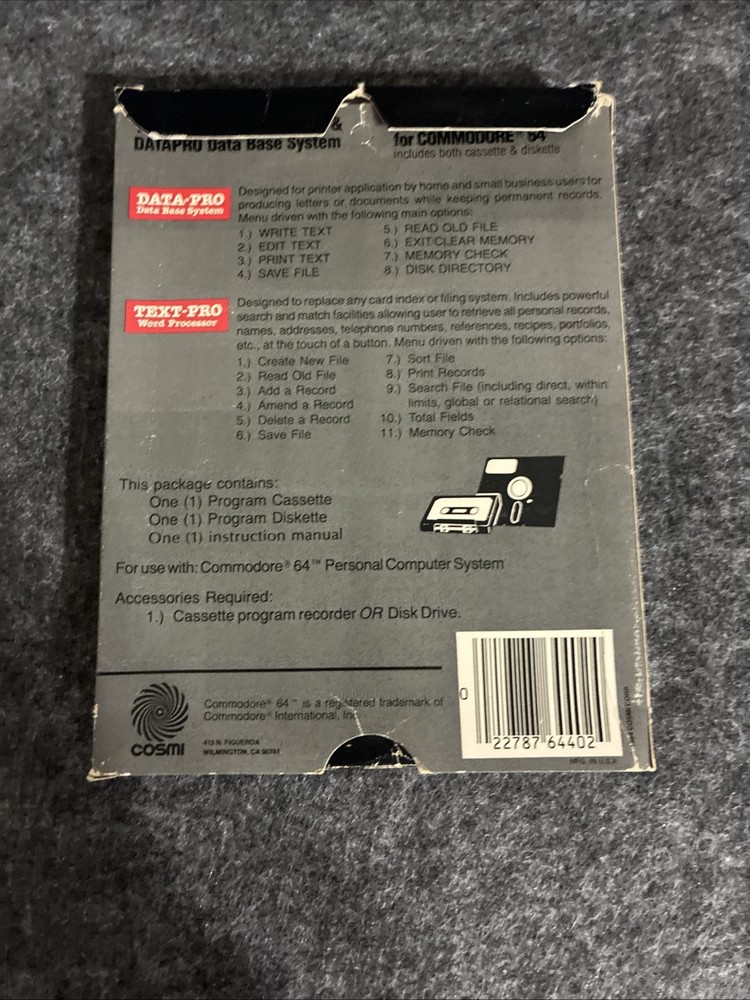 &
DATAPRO Data Base System
for COMMODORE® 64
includes both cassette & diskette
DATA-PRO
Data Base System
Designed for printer application by home and small business users for
producing letters or documents while keeping permanent records.
Menu driven with the following main options:
1.) WRITE TEXT
2.) EDIT TEXT
3.) PRINT TEXT
4.) SAVE FILE
5.) READ OLD FILE
6.) EXIT/CLEAR MEMORY
7.) MEMORY CHECK
8.) DISK DIRECTORY
TEXT-PRO
Word Processor
Designed to replace any card index or filing system. Includes powerful
search and match facilities allowing user to retrieve all personal records,
names, addresses, telephone numbers, references, recipes, portfolios,
etc., at the touch of a button. Menu driven with the following options:
1.) Create New File
2.) Read Old File
3.) Add a Record
4.) Amend a Record
5.) Delete a Record
6.) Save File
7.) Sort File
8.) Print Records
9.) Search File (including direct, within
limits, global or relational search)
10.) Total Fields
11.) Memory Check
This package contains:
One (1) Program Cassette
One (1) Program Diskette
One (1) instruction manual
For use with: Commodore® 64™ Personal Computer System
Accessories Required:
1.) Cassette program recorder OR Disk Drive.
COSMI
Commodore® 64™ is a registered trademark of
Commodore® International, Inc.
415 N. FIGUEROA
WILMINGTON, CA 90744
0 22787 64402
MFG. IN U.S.A.